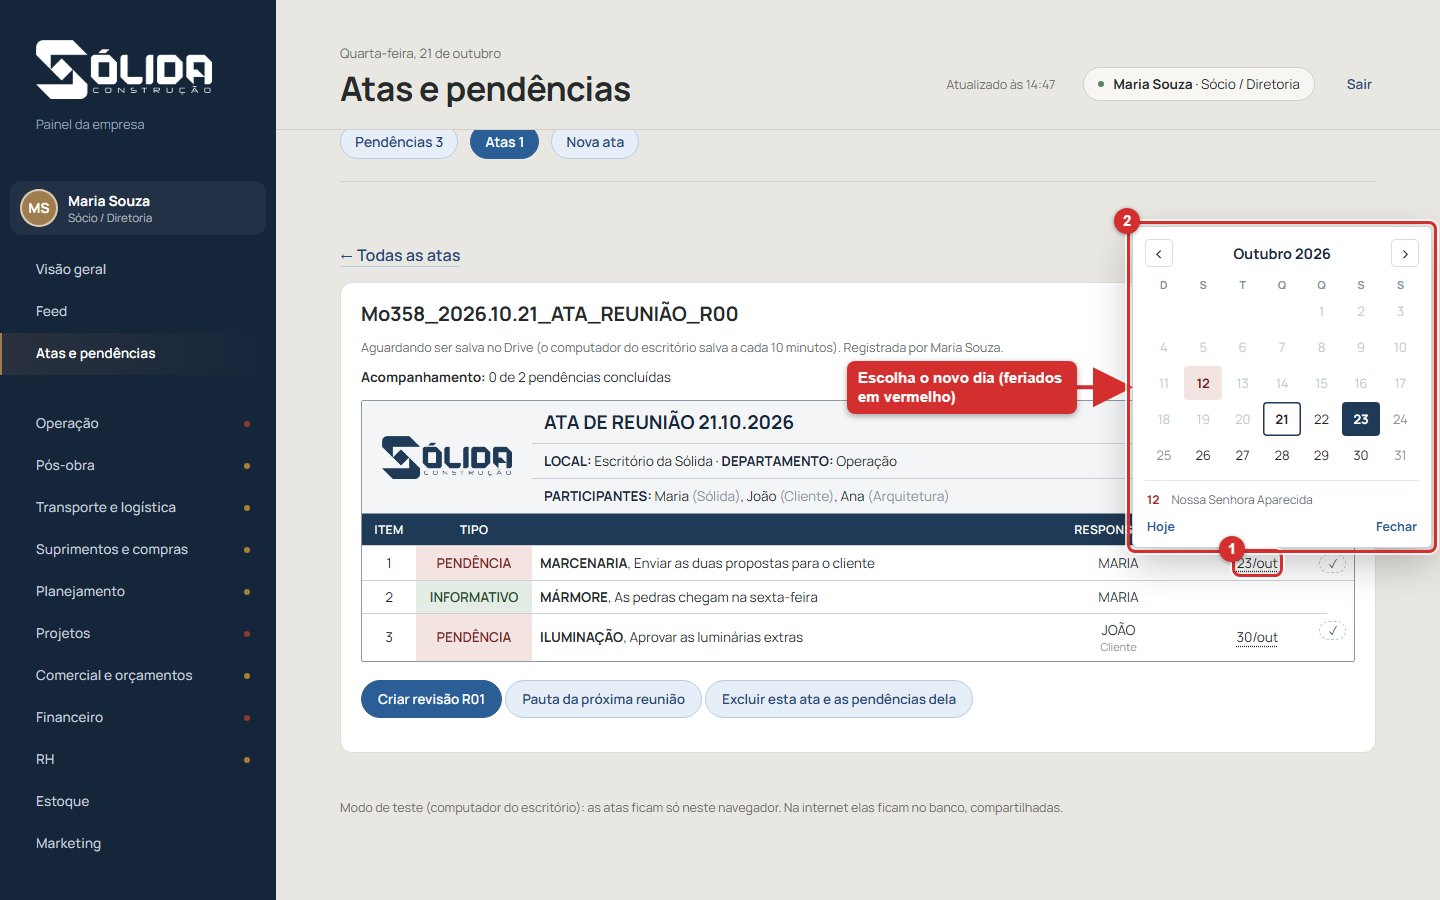 SÓLIDA
CONSTRUÇÃO
Painel da empresa
MS
Maria Souza
Sócio / Diretoria
Visão geral
Feed
Atas e pendências
Operação
Pós-obra
Transporte e logística
Suprimentos e compras
Planejamento
Projetos
Comercial e orçamentos
Financeiro
RH
Estoque
Marketing
Quarta-feira, 21 de outubro
Atas e pendências
Atualizado às 14:47
Maria Souza · Sócio / Diretoria
Sair
Pendências 3
Atas 1
Nova ata
← Todas as atas
Mo358_2026.10.21_ATA_REUNIÃO_R00
Aguardando ser salva no Drive (o computador do escritório salva a cada 10 minutos). Registrada por Maria Souza.
Acompanhamento: 0 de 2 pendências concluídas
SÓLIDA
CONSTRUÇÃO
ATA DE REUNIÃO 21.10.2026
LOCAL: Escritório da Sólida · DEPARTAMENTO: Operação
PARTICIPANTES: Maria (Sólida), João (Cliente), Ana (Arquitetura)
ITEM TIPO RESPONS
1 PENDÊNCIA MARCENARIA, Enviar as duas propostas para o cliente MARIA 23/out ✓
2 INFORMATIVO MÁRMORE, As pedras chegam na sexta-feira MARIA
3 PENDÊNCIA ILUMINAÇÃO, Aprovar as luminárias extras JOÃO 30/out ✓
Cliente
Criar revisão R01
Pauta da próxima reunião
Excluir esta ata e as pendências dela
Modo de teste (computador do escritório): as atas ficam só neste navegador. Na internet elas ficam no banco, compartilhadas.
Escolha o novo dia (feriados
em vermelho)
2
‹ Outubro 2026 ›
D S T Q Q S S
1 2 3
4 5 6 7 8 9 10
11 12 13 14 15 16 17
18 19 20 21 22 23 24
25 26 27 28 29 30 31
12 Nossa Senhora Aparecida
Hoje Fechar
1